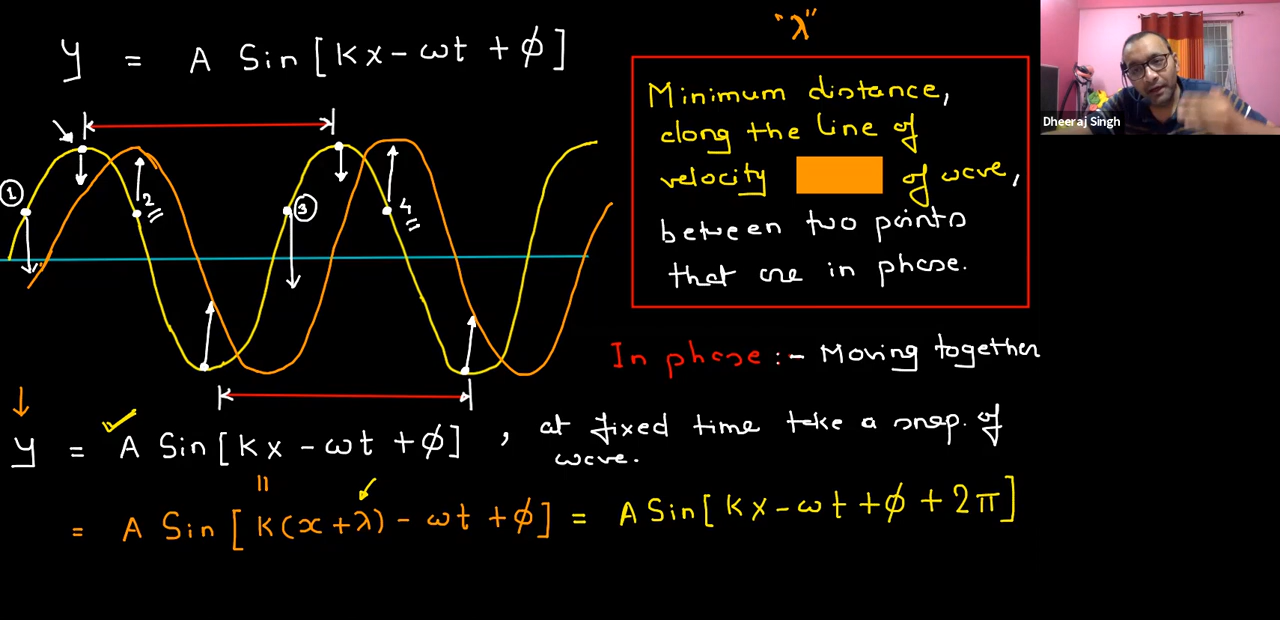 "λ"
y = A Sin[kx - ωt + ϕ]
Minimum distance,
along the line of
velocity of wave,
between two points
that are in phase.
Dheeraj Singh
1
2
3
4
In phase :- Moving together
y = A Sin[kx - ωt + ϕ] , at fixed time take a snap. of
wave.
=
= A Sin[k(x + λ) - ωt + ϕ] = A Sin[kx - ωt + ϕ + 2π]